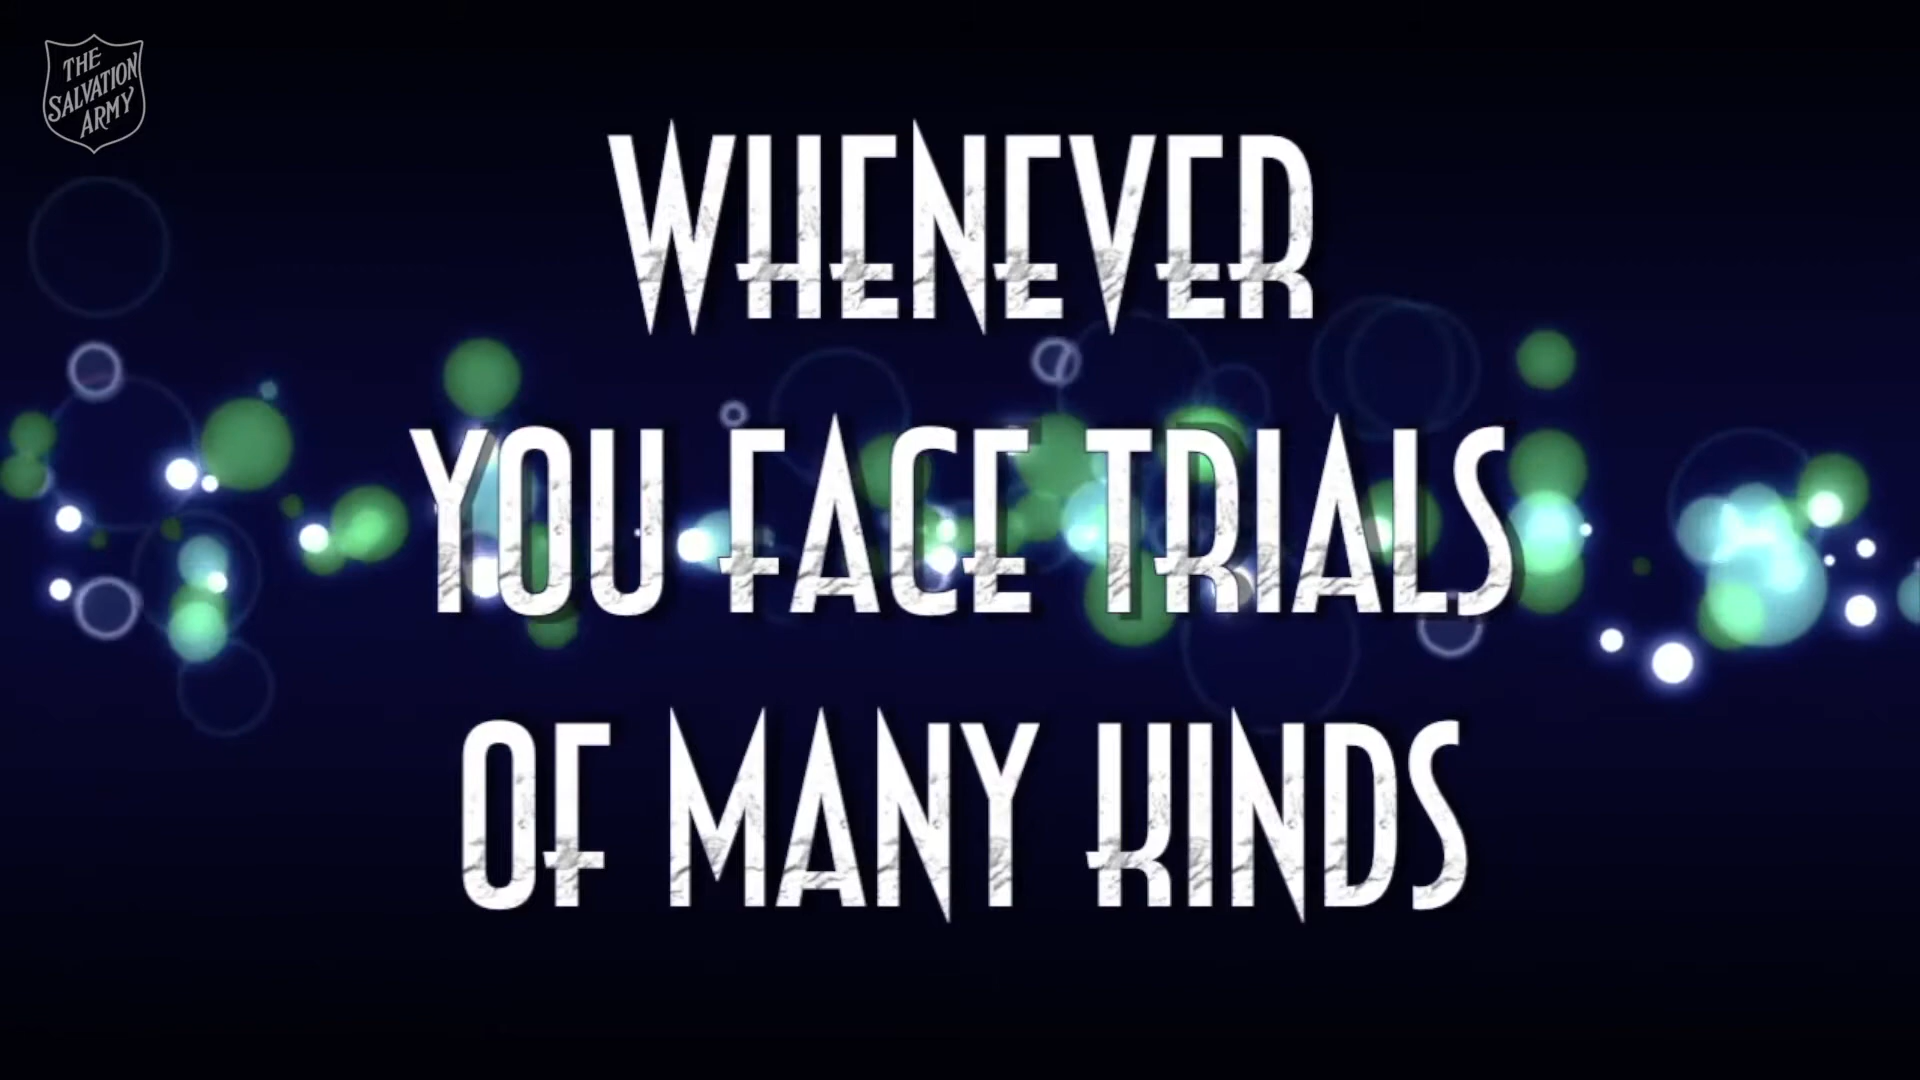 THE
SALVATION
ARMY
WHENEVER
YOU FACE TRIALS
OF MANY KINDS